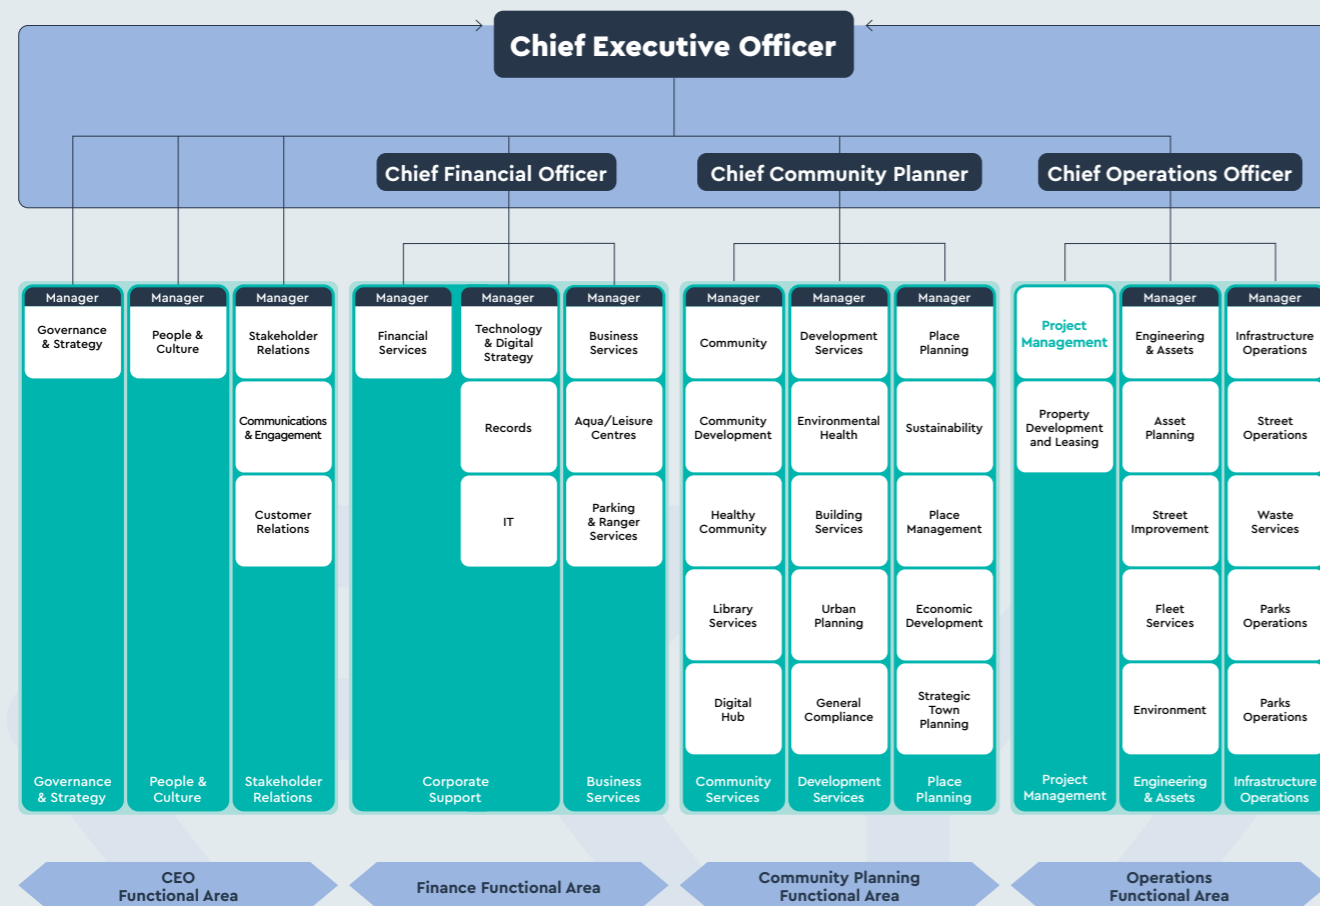 Chief Executive Officer
Chief Financial Officer
Chief Community Planner
Chief Operations Officer
Manager
Governance
& Strategy
Governance
& Strategy
Manager
People &
Culture
People &
Culture
Manager
Stakeholder
Relations
Communications
& Engagement
Customer
Relations
Stakeholder
Relations
Manager
Financial
Services
Manager
Technology
& Digital
Strategy
Records
IT
Corporate
Support
Manager
Business
Services
Aqua/Leisure
Centres
Parking
& Ranger
Services
Business
Services
Manager
Community
Community
Development
Healthy
Community
Library
Services
Digital
Hub
Community
Services
Manager
Development
Services
Environmental
Health
Building
Services
Urban
Planning
General
Compliance
Development
Services
Manager
Place
Planning
Sustainability
Place
Management
Economic
Development
Strategic
Town
Planning
Place
Planning
Project
Management
Property
Development
and Leasing
Project
Management
Manager
Engineering
& Assets
Asset
Planning
Street
Improvement
Fleet
Services
Environment
Engineering
& Assets
Manager
Infrastructure
Operations
Street
Operations
Waste
Services
Parks
Operations
Parks
Operations
Infrastructure
Operations
CEO
Functional Area
Finance Functional Area
Community Planning
Functional Area
Operations
Functional Area